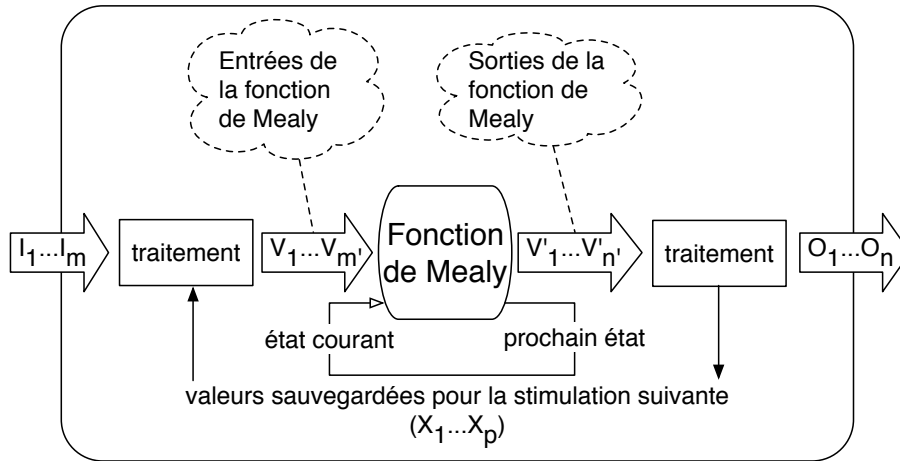 Entrées de
la fonction
de Mealy
Sorties de la
fonction de
Mealy
I1...Im
traitement
V1...Vm'
Fonction
de Mealy
V'1...V'n'
traitement
O1...On
état courant
prochain état
valeurs sauvegardées pour la stimulation suivante
(X1...Xp)